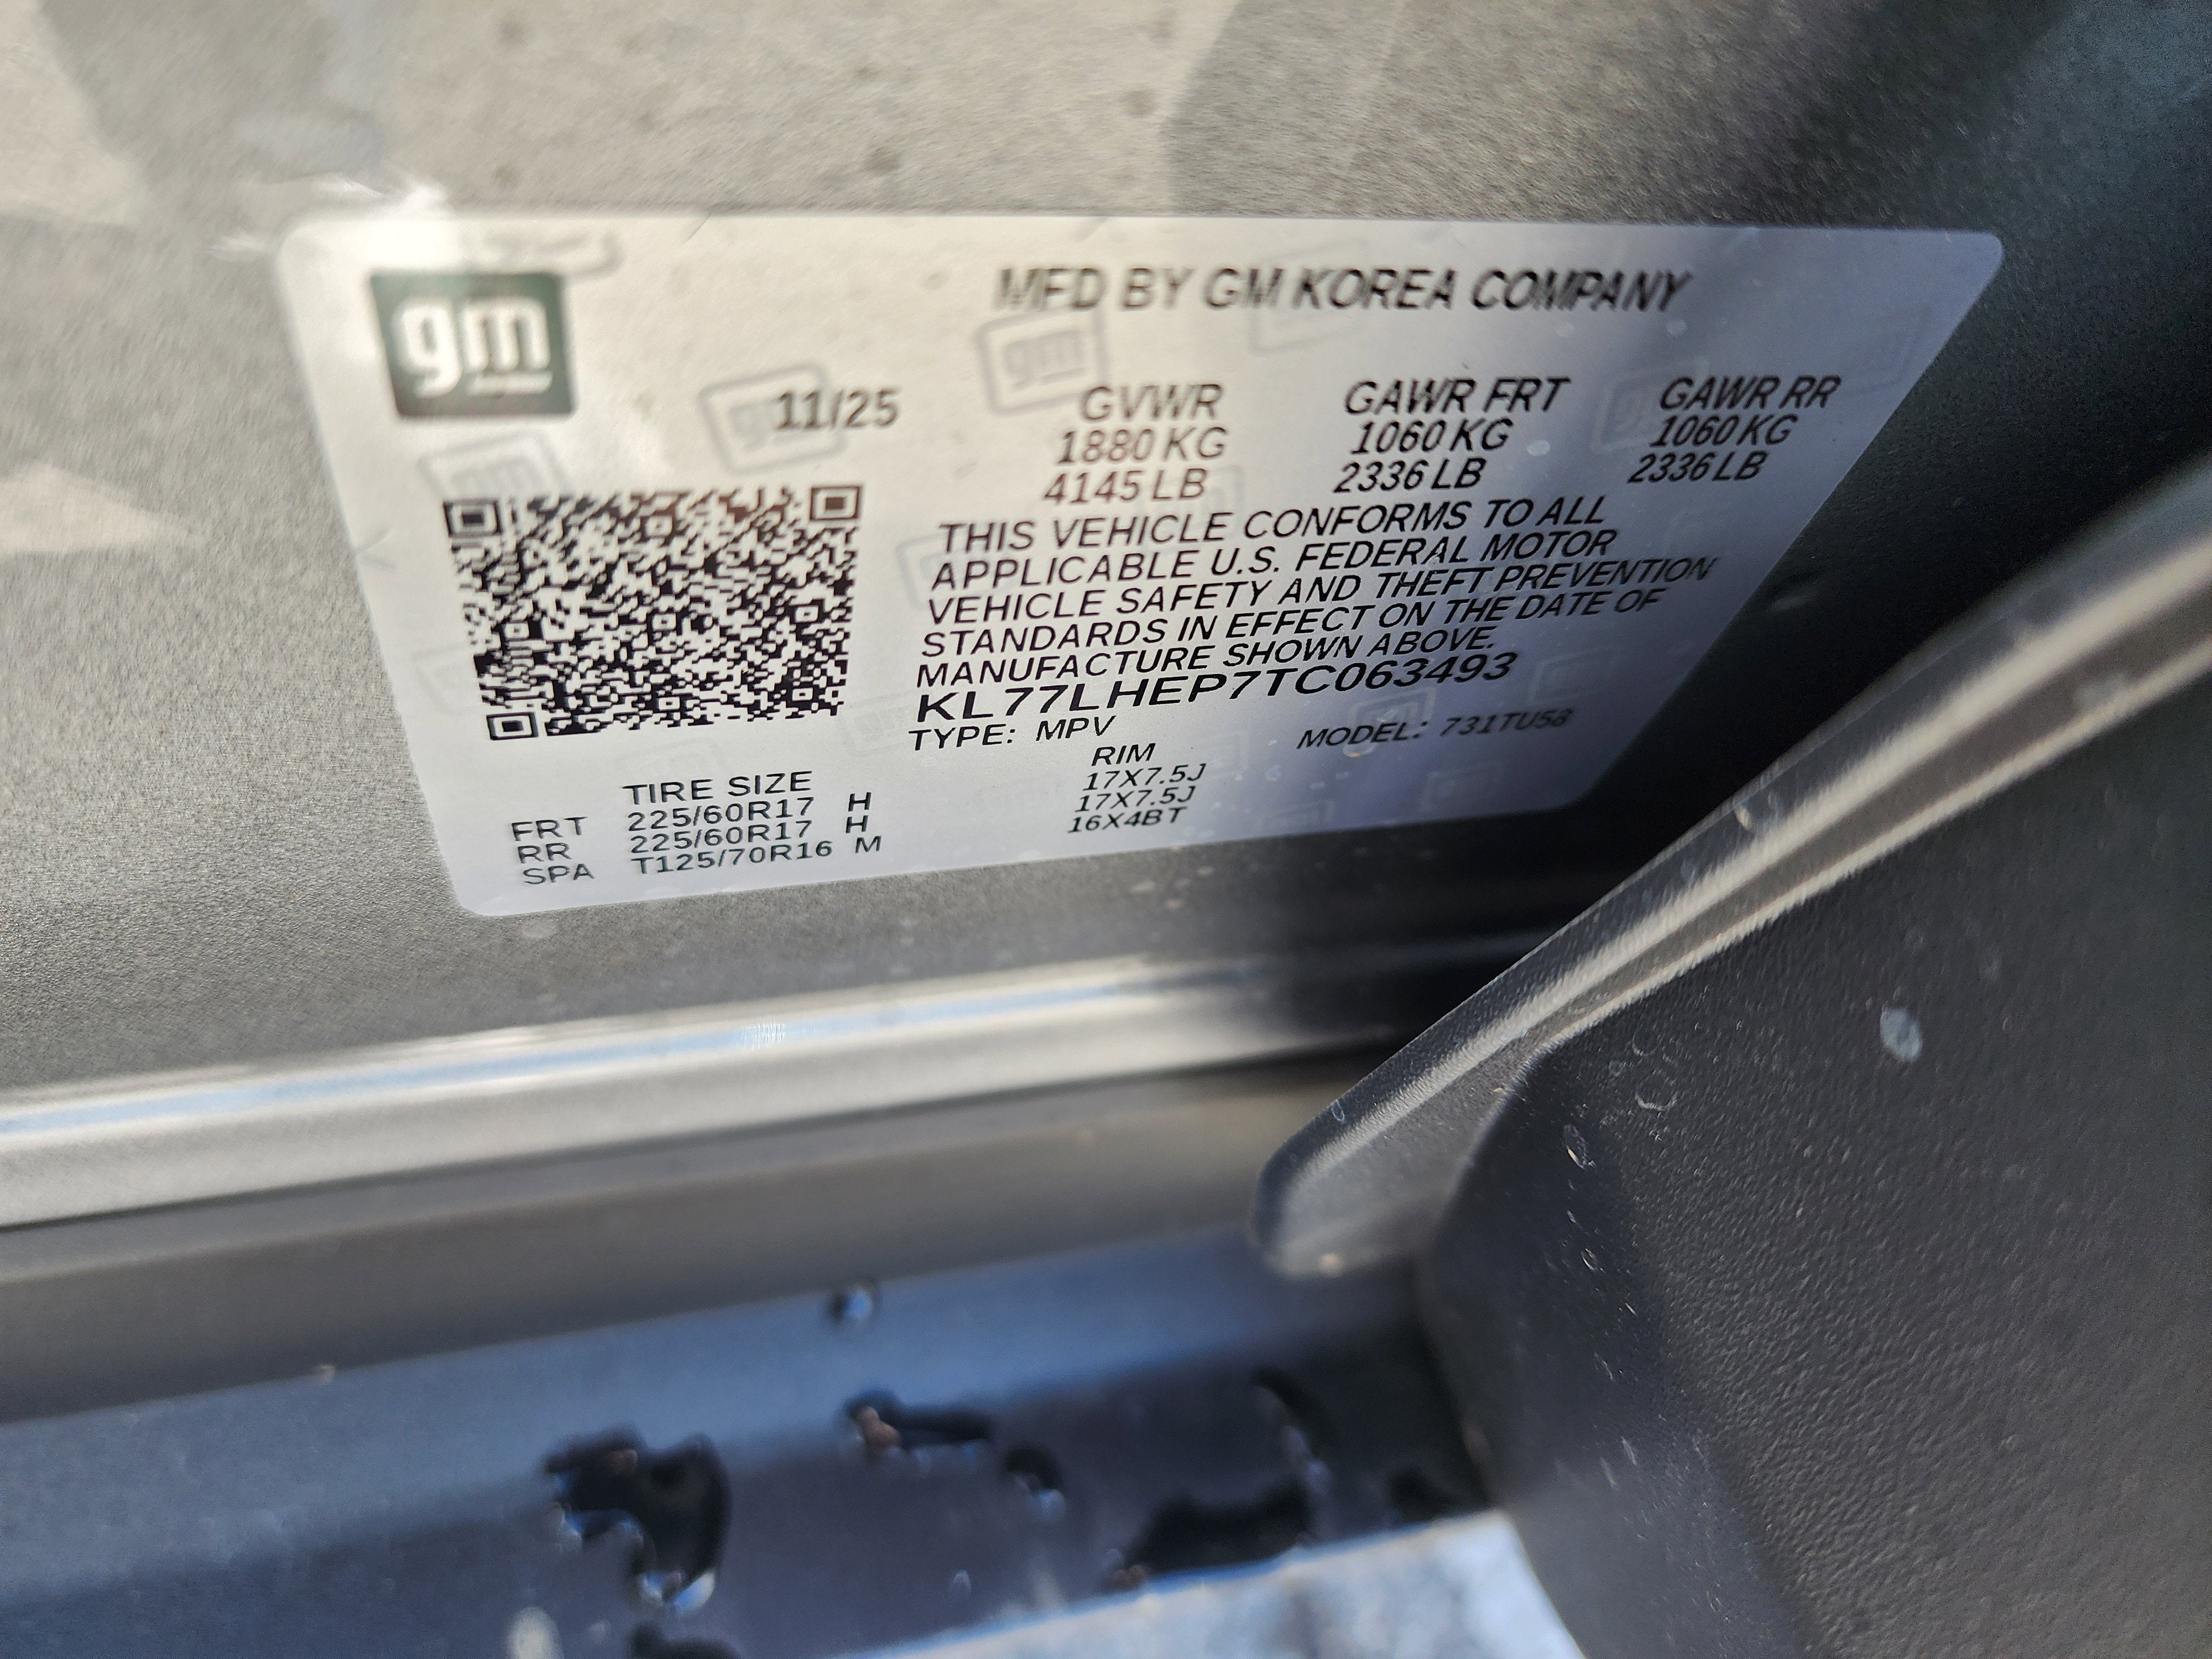 gm
MFD BY GM KOREA COMPANY
11/25
GVWR GAWR FRT GAWR RR
1880 KG 1060 KG 1060 KG
4145 LB 2336 LB 2336 LB
THIS VEHICLE CONFORMS TO ALL
APPLICABLE U.S. FEDERAL MOTOR
VEHICLE SAFETY AND THEFT PREVENTION
STANDARDS IN EFFECT ON THE DATE OF
MANUFACTURE SHOWN ABOVE.
KL77LHEP7TC063493
TYPE: MPV MODEL: 731TU58
TIRE SIZE RIM
FRT 225/60R17 H 17X7.5J
RR 225/60R17 H 17X7.5J
SPA T125/70R16 M 16X4BT